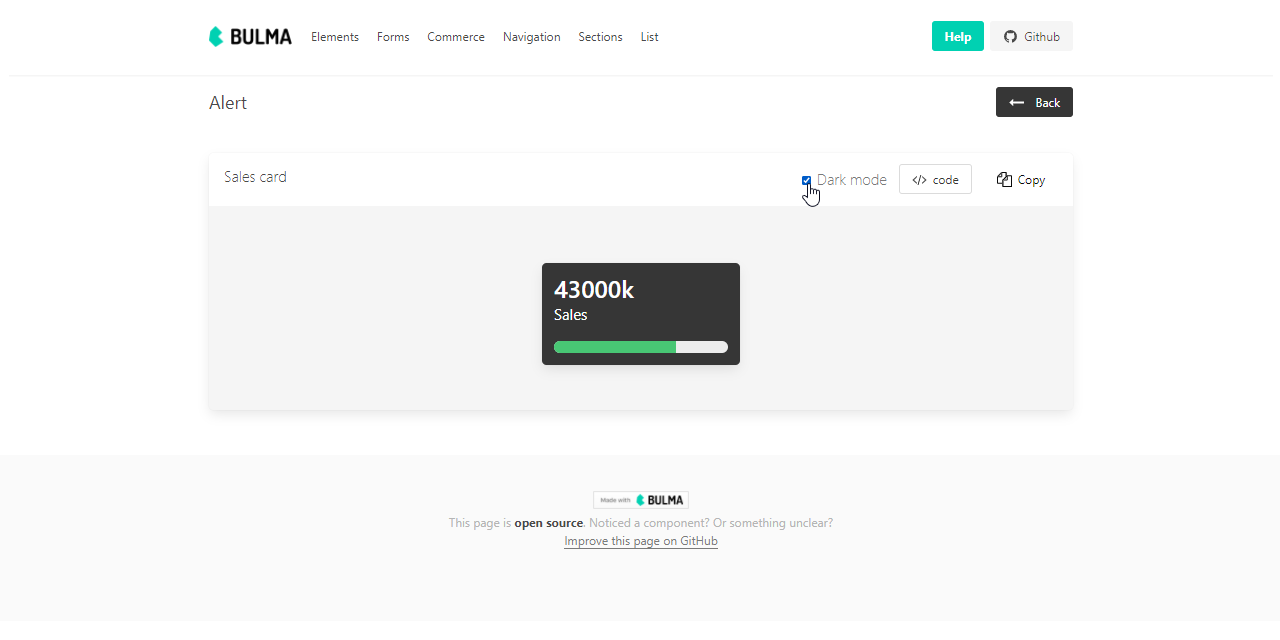 BULMA Elements Forms Commerce Navigation Sections List Help Github
Alert Back
Sales card Dark mode </> code Copy
43000k
Sales
Made with BULMA
This page is open source. Noticed a component? Or something unclear?
Improve this page on GitHub